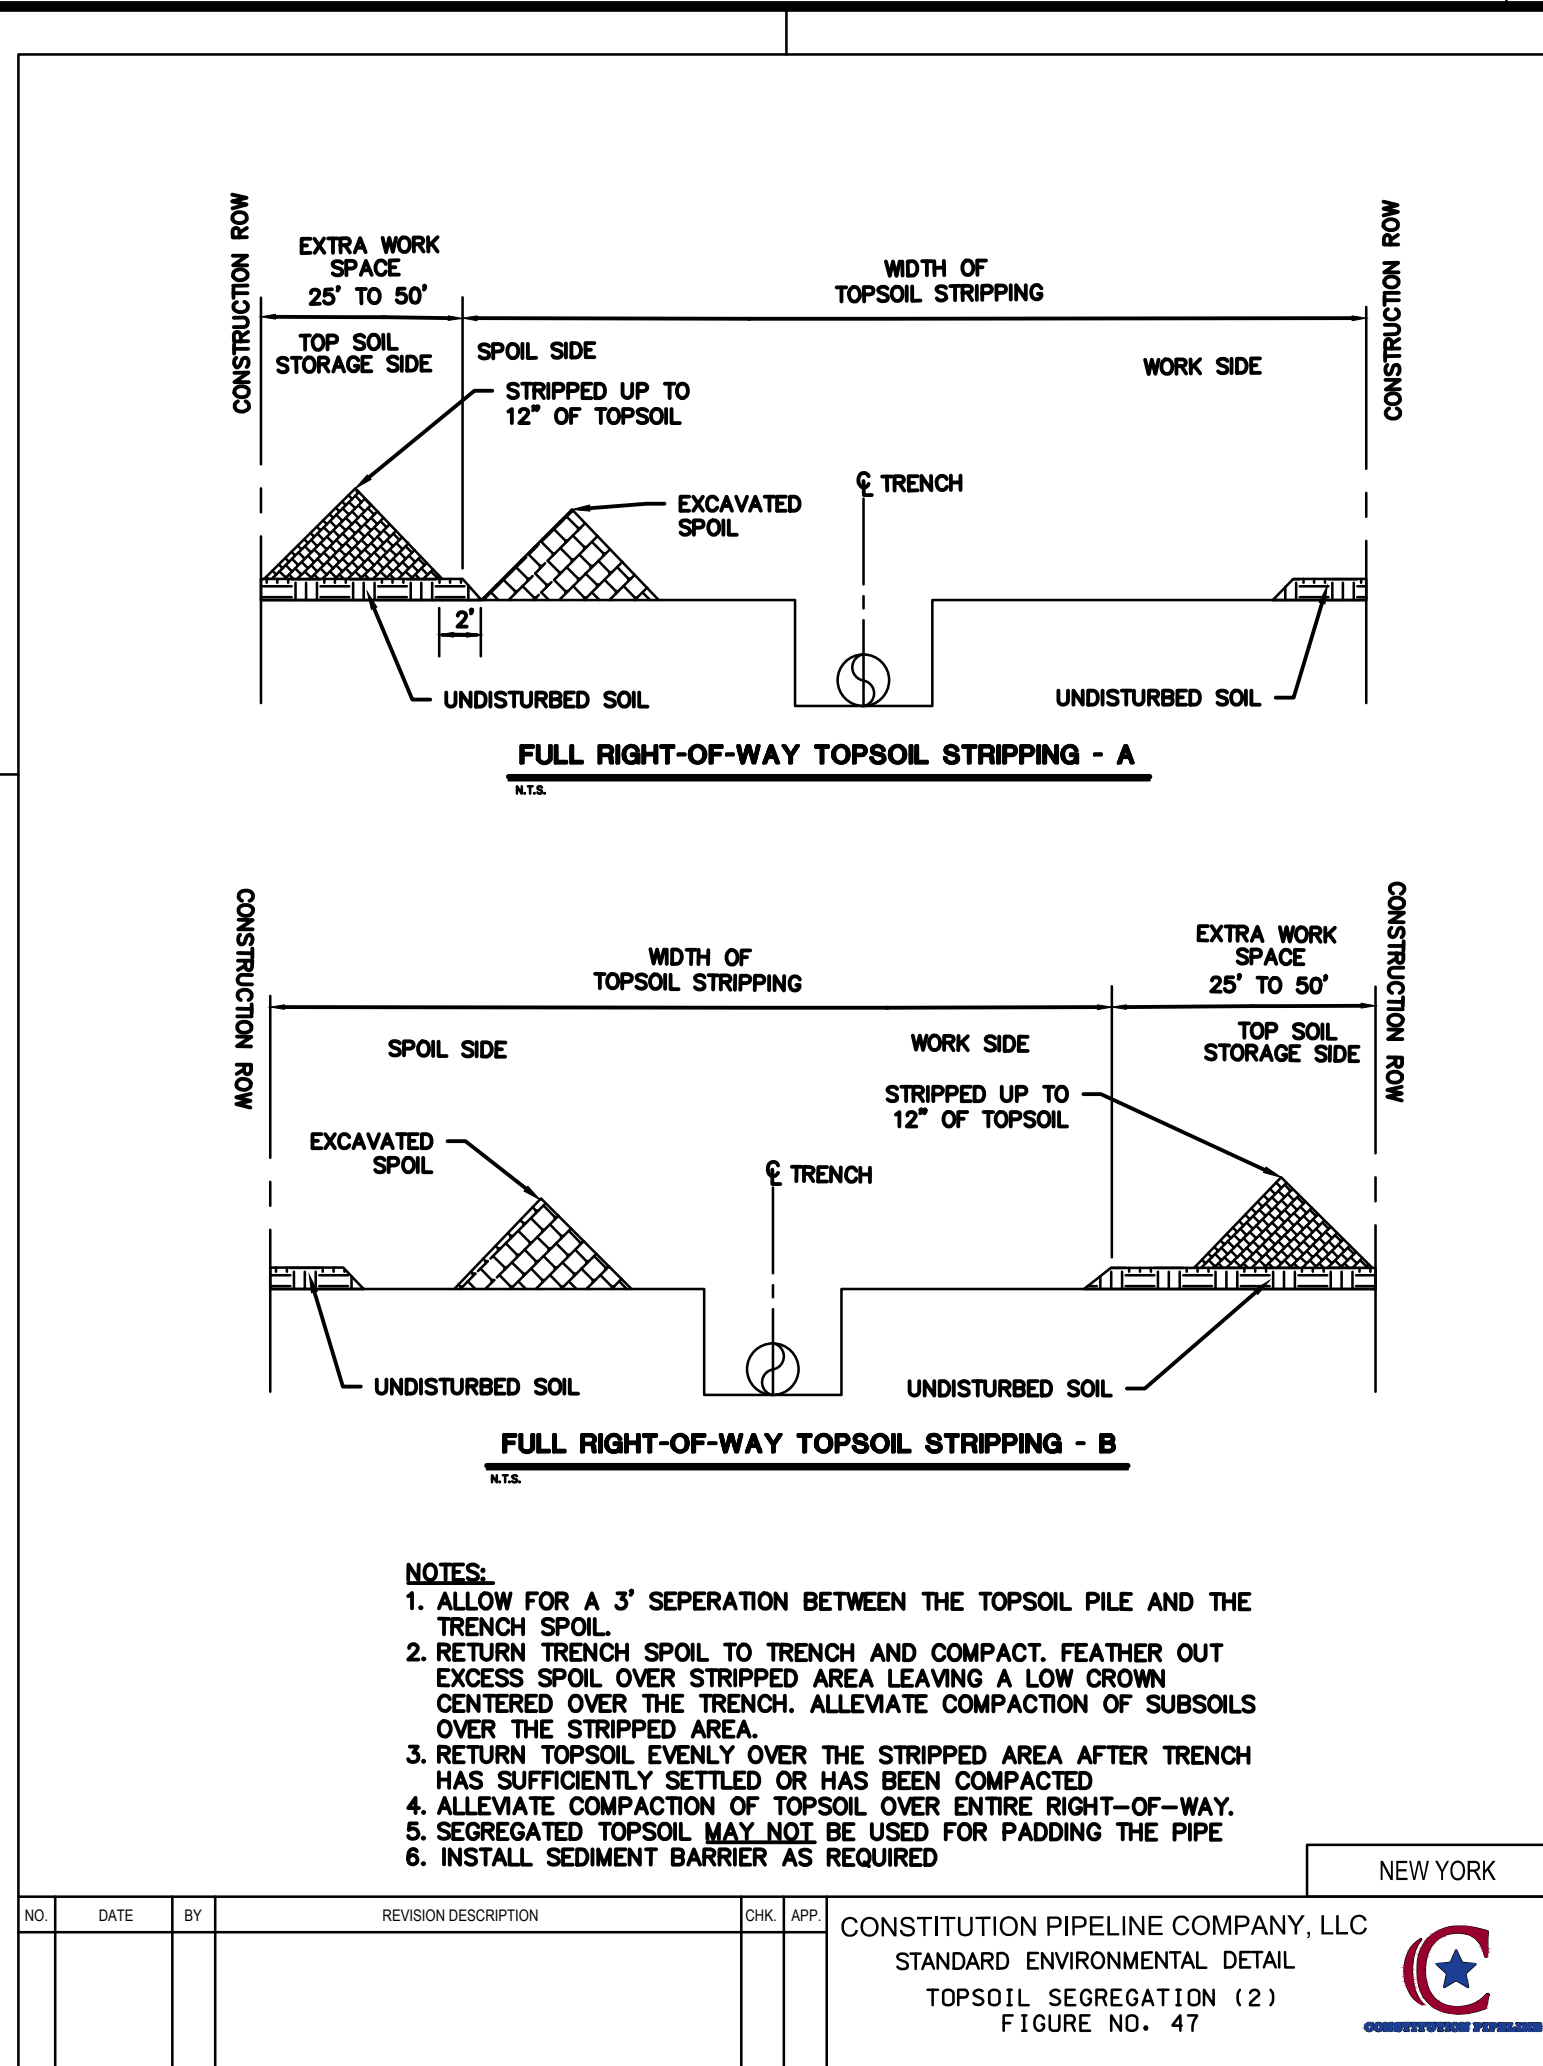 CONSTRUCTION ROW
EXTRA WORK
SPACE
25' TO 50'
WIDTH OF
TOPSOIL STRIPPING
CONSTRUCTION ROW
TOP SOIL
STORAGE SIDE
SPOIL SIDE
WORK SIDE
STRIPPED UP TO
12" OF TOPSOIL
EXCAVATED
SPOIL
℄ TRENCH
2'
UNDISTURBED SOIL
UNDISTURBED SOIL
FULL RIGHT-OF-WAY TOPSOIL STRIPPING - A
N.T.S.
CONSTRUCTION ROW
WIDTH OF
TOPSOIL STRIPPING
EXTRA WORK
SPACE
25' TO 50'
CONSTRUCTION ROW
SPOIL SIDE
WORK SIDE
TOP SOIL
STORAGE SIDE
STRIPPED UP TO
12" OF TOPSOIL
EXCAVATED
SPOIL
℄ TRENCH
UNDISTURBED SOIL
UNDISTURBED SOIL
FULL RIGHT-OF-WAY TOPSOIL STRIPPING - B
N.T.S.
NOTES:
1. ALLOW FOR A 3' SEPERATION BETWEEN THE TOPSOIL PILE AND THE
TRENCH SPOIL.
2. RETURN TRENCH SPOIL TO TRENCH AND COMPACT. FEATHER OUT
EXCESS SPOIL OVER STRIPPED AREA LEAVING A LOW CROWN
CENTERED OVER THE TRENCH. ALLEVIATE COMPACTION OF SUBSOILS
OVER THE STRIPPED AREA.
3. RETURN TOPSOIL EVENLY OVER THE STRIPPED AREA AFTER TRENCH
HAS SUFFICIENTLY SETTLED OR HAS BEEN COMPACTED
4. ALLEVIATE COMPACTION OF TOPSOIL OVER ENTIRE RIGHT-OF-WAY.
5. SEGREGATED TOPSOIL MAY NOT BE USED FOR PADDING THE PIPE
6. INSTALL SEDIMENT BARRIER AS REQUIRED
NEW YORK
NO. DATE BY REVISION DESCRIPTION CHK. APP.
CONSTITUTION PIPELINE COMPANY, LLC
STANDARD ENVIRONMENTAL DETAIL
TOPSOIL SEGREGATION (2)
FIGURE NO. 47
CONSTITUTION PIPELINE